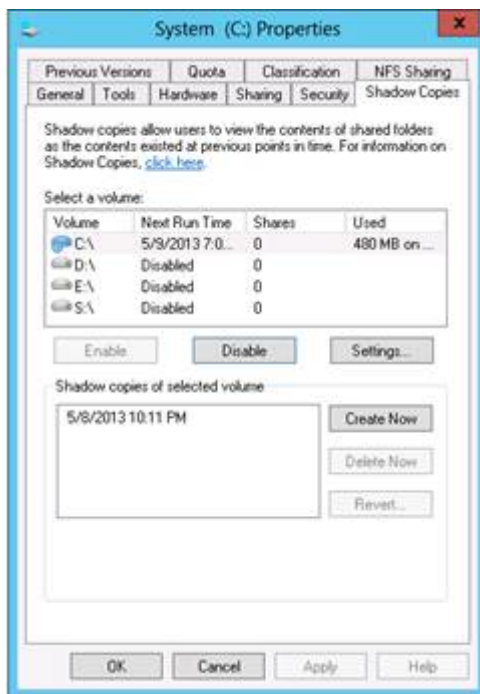 System (C:) Properties
x
Previous Versions Quota Classification NFS Sharing
General Tools Hardware Sharing Security Shadow Copies
Shadow copies allow users to view the contents of shared folders
as the contents existed at previous points in time. For information on
Shadow Copies, click here.
Select a volume:
Volume Next Run Time Shares Used
C:\ 5/9/2013 7:0... 0 480 MB on ...
D:\ Disabled 0
E:\ Disabled 0
S:\ Disabled 0
Enable Disable Settings...
Shadow copies of selected volume
5/8/2013 10:11 PM
Create Now
Delete Now
Revert...
OK Cancel Apply Help